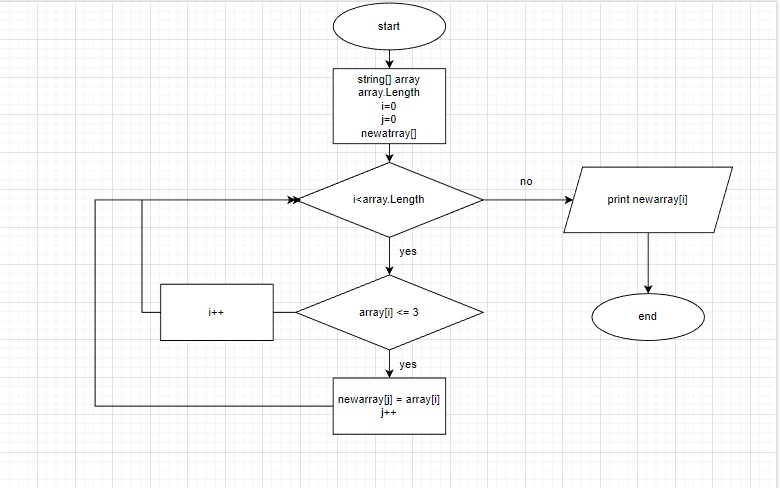 start
string[] array
array.Length
i=0
j=0
newatrray[]
i<array.Length
no
print newarray[i]
yes
i++
array[i] <= 3
end
yes
newarray[j] = array[i]
j++